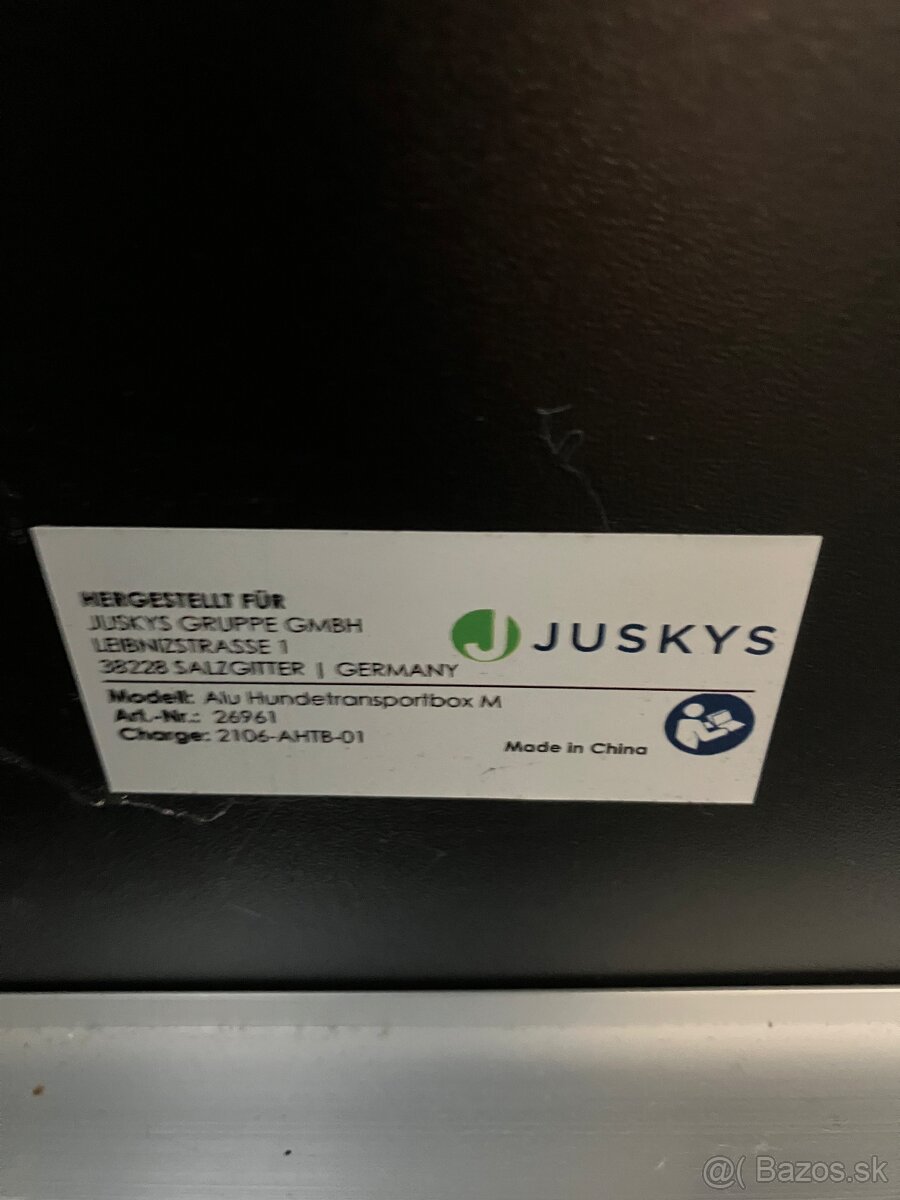 HERGESTELLT FÜR
JUSKYS GRUPPE GMBH
LEIBNIZSTRASSE 1
38228 SALZGITTER | GERMANY
J JUSKYS
Modell: Alu Hundetransportbox M
Art.-Nr.: 26961
Charge: 2106-AHTB-01
Made in China
@( Bazos.sk